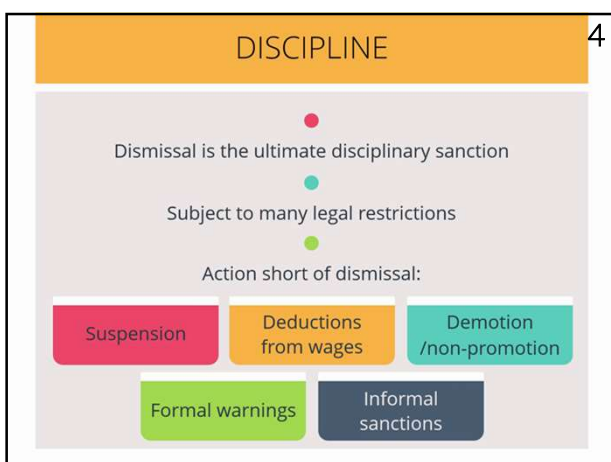 DISCIPLINE
4
Dismissal is the ultimate disciplinary sanction
Subject to many legal restrictions
Action short of dismissal:
Suspension
Deductions
from wages
Demotion
/non-promotion
Formal warnings
Informal
sanctions